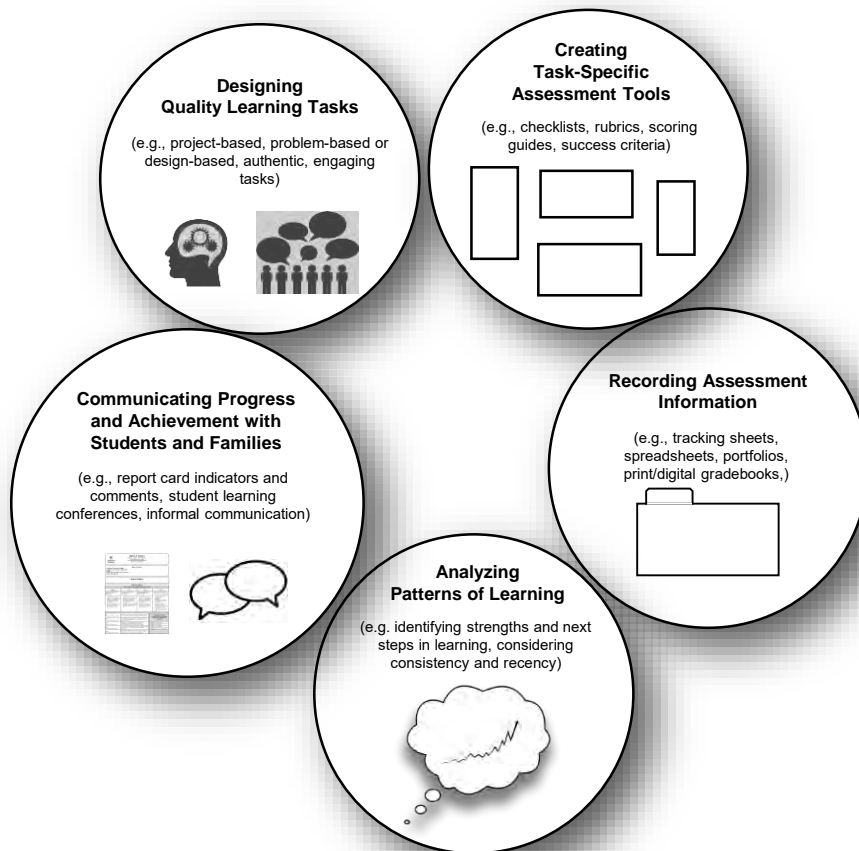 Designing
Quality Learning Tasks
(e.g., project-based, problem-based or
design-based, authentic, engaging
tasks)
Creating
Task-Specific
Assessment Tools
(e.g., checklists, rubrics, scoring
guides, success criteria)
Recording Assessment
Information
(e.g., tracking sheets,
spreadsheets, portfolios,
print/digital gradebooks,)
Analyzing
Patterns of Learning
(e.g. identifying strengths and next
steps in learning, considering
consistency and recency)
Communicating Progress
and Achievement with
Students and Families
(e.g., report card indicators and
comments, student learning
conferences, informal communication)